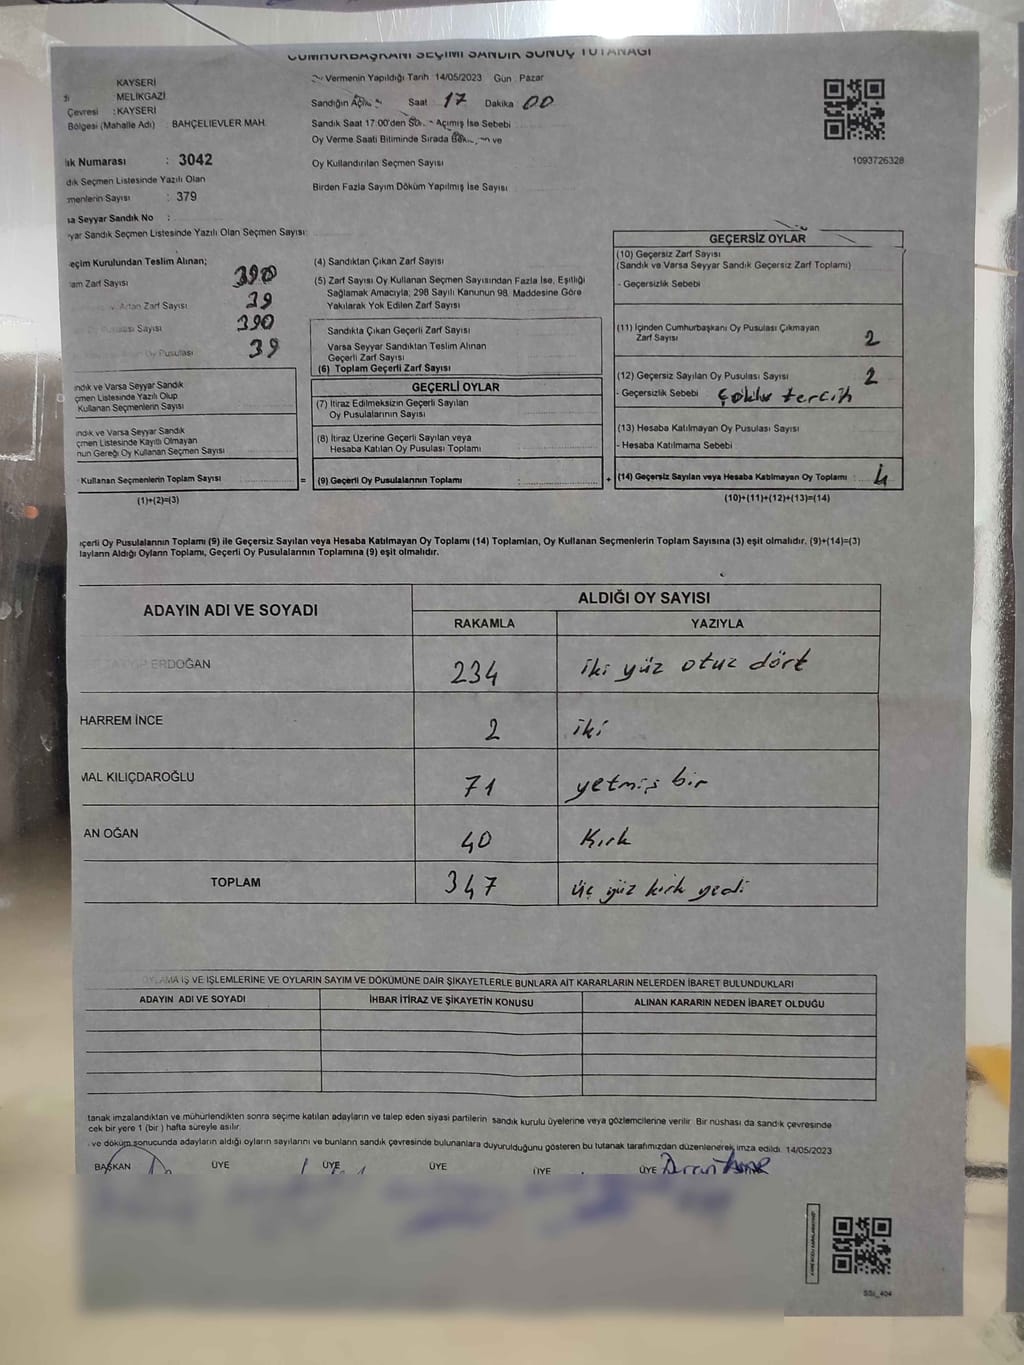 CUMHURBAŞKANI SEÇİMİ SANDIK SONUÇ TUTANAĞI
KAYSERİ
MELİKGAZİ
Çevresi : KAYSERİ
Bölgesi (Mahalle Adı) : BAHÇELİEVLER MAH.
Vermenin Yapıldığı Tarih 14/05/2023 Gün : Pazar
Sandığın Saat 17 Dakika 00
Sandık Saat 17:00'den Açımış İse Sebebi
Oy Verme Saati Bitiminde Sırada ve
Oy Kullandırılan Seçmen Sayısı
Birden Fazla Sayım Döküm Yapılmış İse Sayısı
1093726328
ık Numarası : 3042
dık Seçmen Listesinde Yazılı Olan
menlerin Sayısı : 379
sa Seyyar Sandık No :
yar Sandık Seçmen Listesinde Yazılı Olan Seçmen Sayısı:
eçim Kurulundan Teslim Alınan;
am Zarf Sayısı 390
Artan Zarf Sayısı 39
Sayısı 390
Oy Pusulası 39
(4) Sandıktan Çıkan Zarf Sayısı
(5) Zarf Sayısı Oy Kullanan Seçmen Sayısından Fazla İse, Eşitliği
Sağlamak Amacıyla; 298 Sayılı Kanunun 98. Maddesine Göre
Yakılarak Yok Edilen Zarf Sayısı
Sandıkta Çıkan Geçerli Zarf Sayısı
Varsa Seyyar Sandıktan Teslim Alınan
Geçerli Zarf Sayısı
(6) Toplam Geçerli Zarf Sayısı
GEÇERSİZ OYLAR
(10) Geçersiz Zarf Sayısı
(Sandık ve Varsa Seyyar Sandık Geçersiz Zarf Toplamı)
- Geçersizlik Sebebi
(11) İçinden Cumhurbaşkanı Oy Pusulası Çıkmayan
Zarf Sayısı 2
(12) Geçersiz Sayılan Oy Pusulası Sayısı 2
- Geçersizlik Sebebi Çoklu tercih
(13) Hesaba Katılmayan Oy Pusulası Sayısı
- Hesaba Katılmama Sebebi
(14) Geçersiz Sayılan veya Hesaba Katılmayan Oy Toplamı : 4
(10)+(11)+(12)+(13)=(14)
ndık ve Varsa Seyyar Sandık
çmen Listesinde Yazılı Olup
Kullanan Seçmenlerin Sayısı
ndık ve Varsa Seyyar Sandık
çmen Listesinde Kayıtlı Olmayan
nun Gereği Oy Kullanan Seçmen Sayısı
Kullanan Seçmenlerin Toplam Sayısı =
(1)+(2)=(3)
GEÇERLİ OYLAR
(7) İtiraz Edilmeksizin Geçerli Sayılan
Oy Pusulalarının Sayısı
(8) İtiraz Üzerine Geçerli Sayılan veya
Hesaba Katılan Oy Pusulası Toplamı
(9) Geçerli Oy Pusulalarının Toplamı : +
çerli Oy Pusulalarının Toplamı (9) ile Geçersiz Sayılan veya Hesaba Katılmayan Oy Toplamı (14) Toplamları, Oy Kullanan Seçmenlerin Toplam Sayısına (3) eşit olmalıdır. (9)+(14)=(3)
layların Aldığı Oyların Toplamı, Geçerli Oy Pusulalarının Toplamına (9) eşit olmalıdır.
ADAYIN ADI VE SOYADI
ALDIĞI OY SAYISI
RAKAMLA YAZIYLA
ERDOĞAN 234 iki yüz otuz dört
HARREM İNCE 2 iki
MAL KILIÇDAROĞLU 71 yetmiş bir
AN OĞAN 40 Kırk
TOPLAM 347 üç yüz kırk yedi
İŞ VE İŞLEMLERİNE VE OYLARIN SAYIM VE DÖKÜMÜNE DAİR ŞİKAYETLERLE BUNLARA AİT KARARLARIN NELERDEN İBARET BULUNDUKLARI
ADAYIN ADI VE SOYADI İHBAR İTİRAZ VE ŞİKAYETİN KONUSU ALINAN KARARIN NEDEN İBARET OLDUĞU
tanak imzalandıktan ve mühürlendikten sonra seçime katılan adayların ve talep eden siyasi partilerin sandık kurulu üyelerine veya gözlemcilerine verilir. Bir nüshası da sandık çevresinde
cek bir yere 1 (bir) hafta süreyle asılır.
ve döküm sonucunda adayların aldığı oyların sayılarını ve bunların sandık çevresinde bulunanlara duyurulduğunu gösteren bu tutanak tarafımızdan düzenlenerek imza edildi. 14/05/2023
BAŞKAN ÜYE ÜYE ÜYE ÜYE ÜYE
SSİ_404